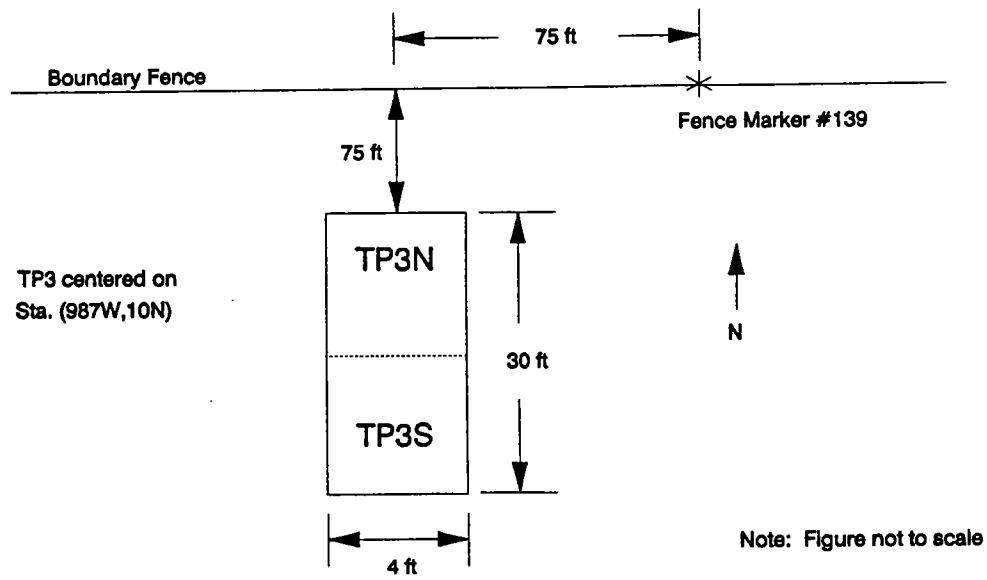 75 ft
Boundary Fence
Fence Marker #139
75 ft
TP3N
TP3 centered on
Sta. (987W,10N)
N
30 ft
TP3S
Note: Figure not to scale
4 ft